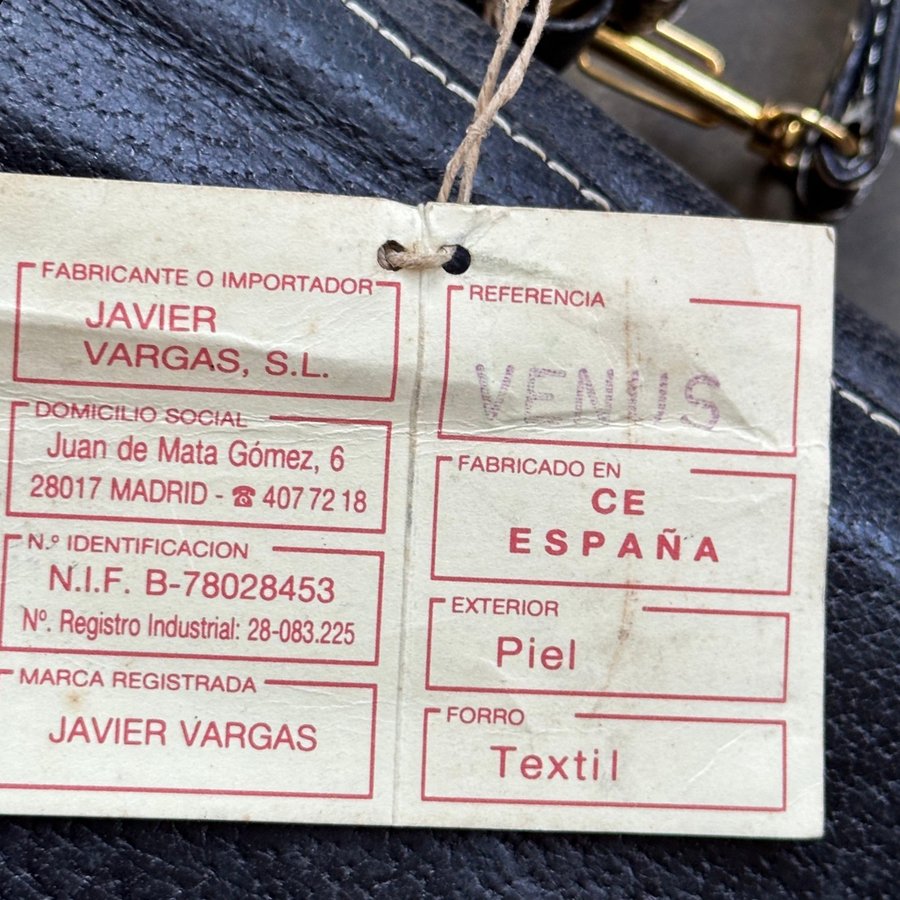 FABRICANTE O IMPORTADOR
JAVIER
VARGAS, S.L.
DOMICILIO SOCIAL
Juan de Mata Gómez, 6
28017 MADRID - ☎ 407 72 18
N.º IDENTIFICACION
N.I.F. B-78028453
Nº. Registro Industrial: 28-083.225
MARCA REGISTRADA
JAVIER VARGAS
REFERENCIA
VENUS
FABRICADO EN
CE
ESPAÑA
EXTERIOR
Piel
FORRO
Textil